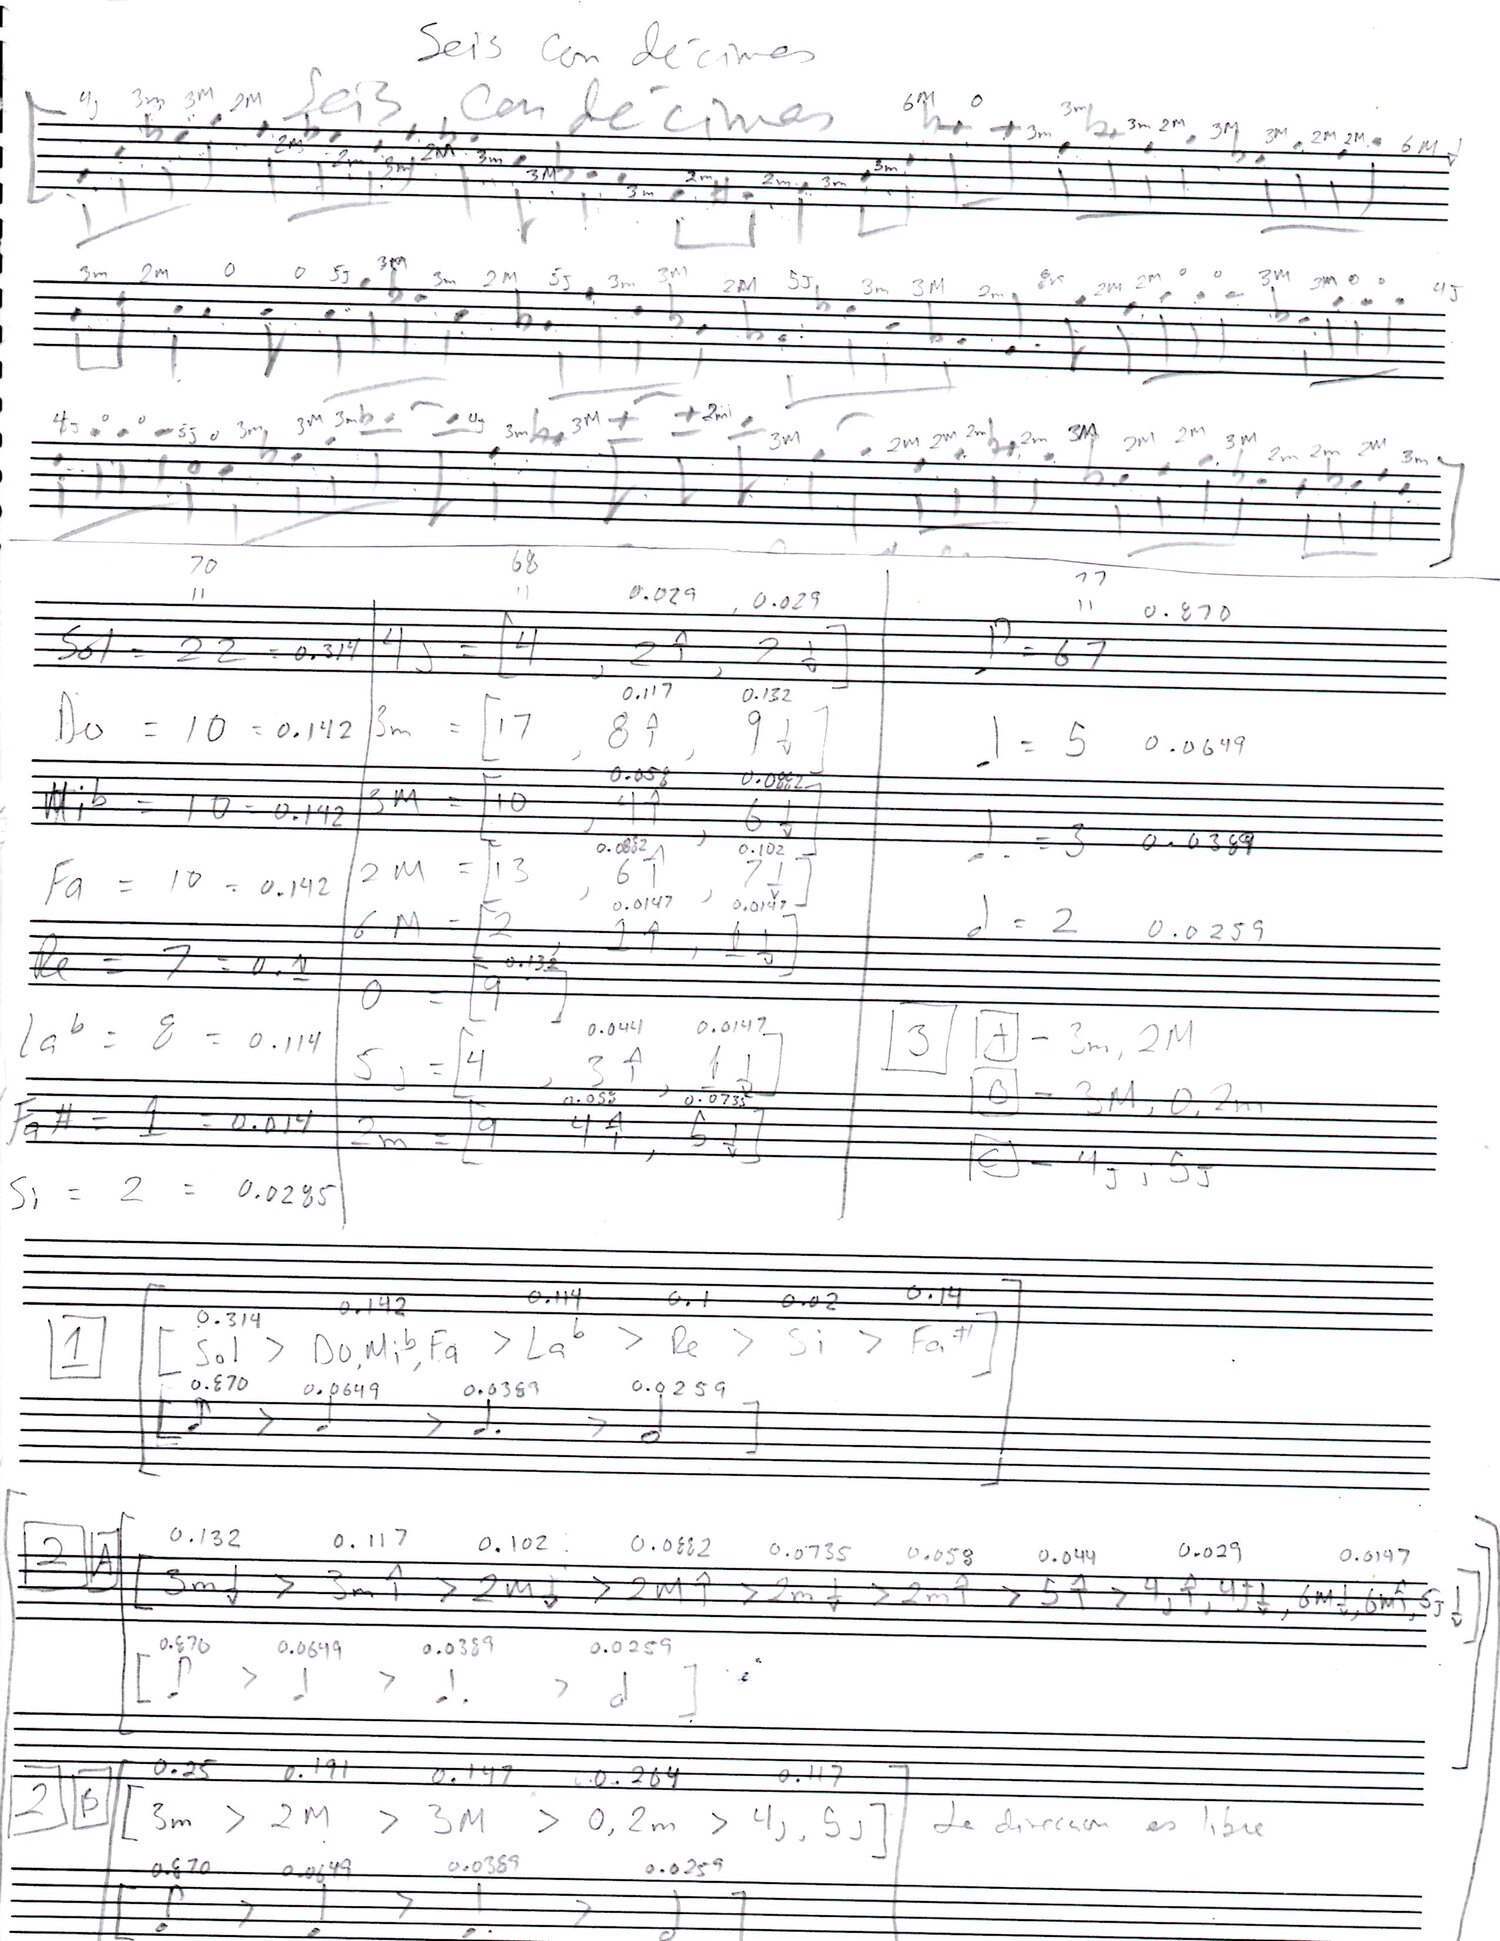 Seis con décimas
Seis con décimas
4j 3m 3M 2M 6M 0 3m 3m 3m 2M 3M 3M 2M 2M 6M↓
2M 2m 3m 2M 3m 3M 3m 2m 2m 3m 3m
3m 2M 0 0 5J 3M 3m 2M 5J 3m 3M 2M 5J 3m 3M 2m 2M 2M 0 0 3M 3M 0 0 4J
4J 0 0 5J 0 3m 3M 3m 4j 3m 3M 2m 3M 2M 2M 2m 2m 3M 2M 2M 3M 2m 2m 2M 3m
70 68 77
" " 0.029 , 0.029 " 0.870
Sol = 22 = 0.314 4j = [4 , 2↑ , 2↓] ♪ = 67
0.117 0.132
Do = 10 = 0.142 3m = [17 , 8↑ , 9↓] ♩ = 5 0.0649
0.058 0.0882
Mib = 10 = 0.142 3M = [10 , 4↑ , 6↓] ♩. = 3 0.0389
0.0882 0.102
Fa = 10 = 0.142 2M = [13 , 6↑ , 7↓]
0.0147 0.0147
6M = [2 , 1↑ , 1↓] 𝅗𝅥 = 2 0.0259
Re = 7 = 0.1
0.132
0 = [9]
Lab = 8 = 0.114 3 A - 3m, 2M
0.044 0.0147
5j = [4 , 3↑ , 1↓] B - 3M, 0, 2m
0.058 0.0735
Fa# = 1 = 0.014 2m = [9 4↑ , 5↓] C - 4J, 5J
Si = 2 = 0.0285
0.314 0.142 0.114 0.1 0.02 0.14
1 [Sol > Do, Mib, Fa > Lab > Re > Si > Fa#]
0.870 0.0649 0.0389 0.0259
[♪ > ♩ > ♩. > 𝅗𝅥]
0.132 0.117 0.102 0.0882 0.0735 0.058 0.044 0.029 0.0147
2 A [3m↓ > 3m↑ > 2M↓ > 2M↑ > 2m↓ > 2m↑ > 5↑ > 4j↑, 4j↓, 6M↓, 6M↑, 5j↓]
0.870 0.0649 0.0389 0.0259
[♪ > ♩ > ♩. > 𝅗𝅥]
0.25 0.191 0.147 0.264 0.117
2 B [3m > 2M > 3M > 0, 2m > 4j, 5j] La direccion es libre
0.870 0.0649 0.0389 0.0259
[♪ > ♩ > ♩. > 𝅗𝅥]